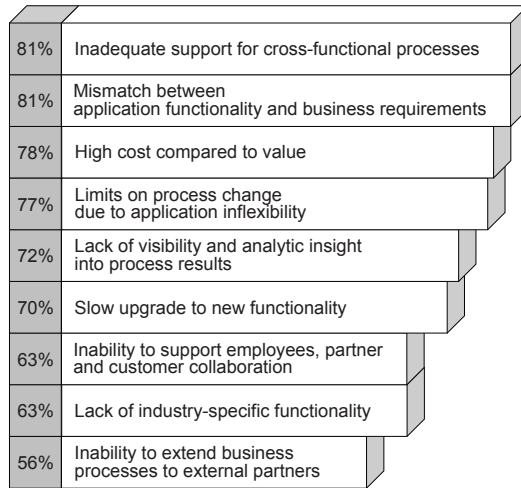 81% Inadequate support for cross-functional processes
81% Mismatch between
application functionality and business requirements
78% High cost compared to value
77% Limits on process change
due to application inflexibility
72% Lack of visibility and analytic insight
into process results
70% Slow upgrade to new functionality
63% Inability to support employees, partner
and customer collaboration
63% Lack of industry-specific functionality
56% Inability to extend business
processes to external partners